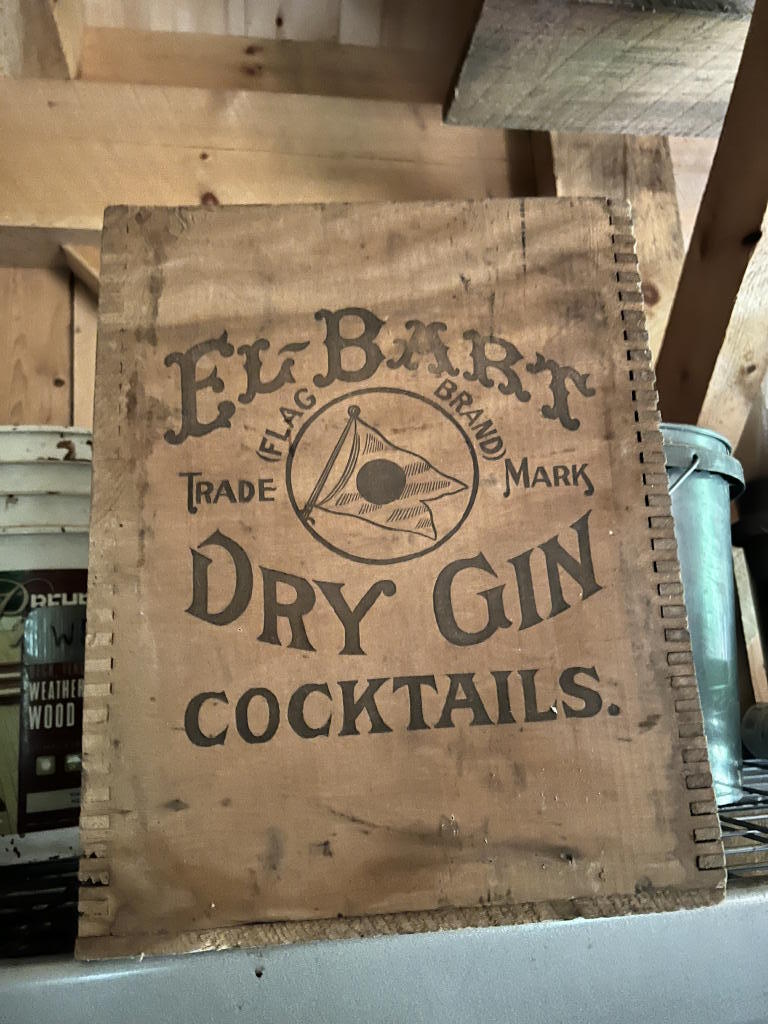 EL-BART
(FLAG BRAND)
TRADE MARK
DRY GIN
COCKTAILS.
WEATHER
WOOD